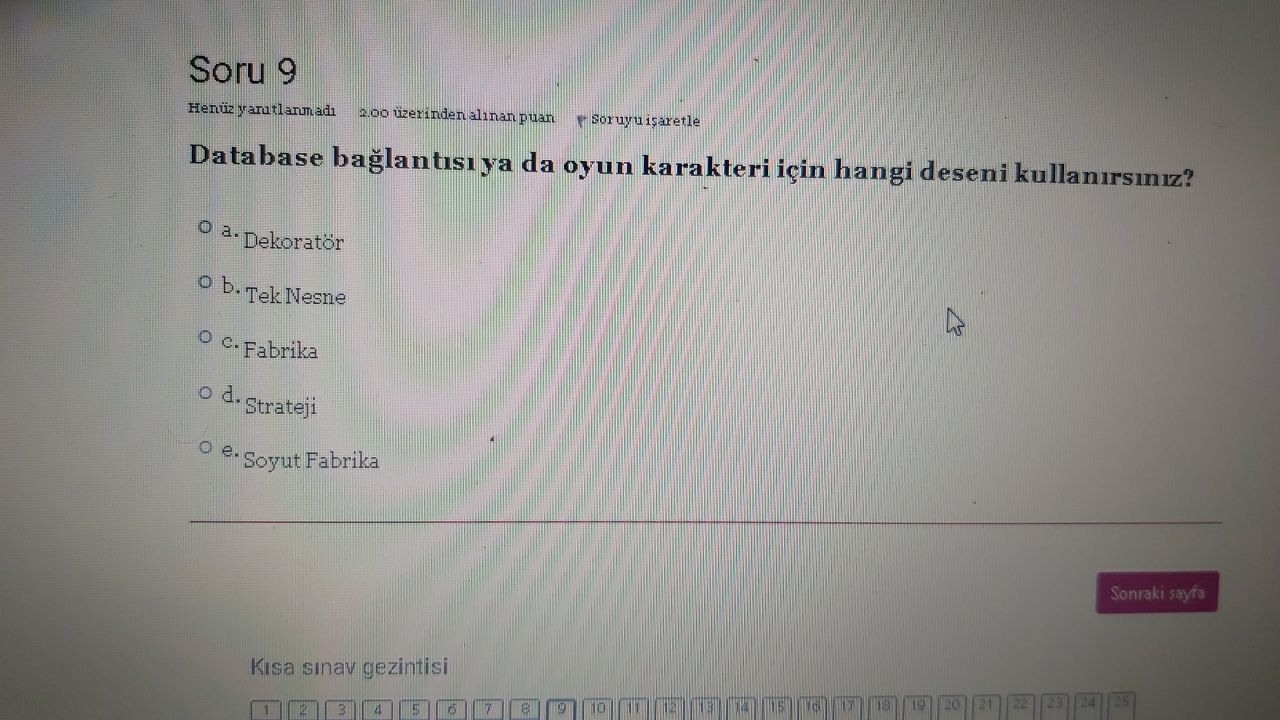 Soru 9
Henüz yanıtlanmadı 2.00 üzerinden alınan puan Soruyu işaretle
Database bağlantısı ya da oyun karakteri için hangi deseni kullanırsınız?
a. Dekoratör
b. Tek Nesne
c. Fabrika
d. Strateji
e. Soyut Fabrika
Sonraki sayfa
Kısa sınav gezintisi
1 2 3 4 5 6 7 8 9 10 11 12 13 14 15 16 17 18 19 20 21 22 23 24 25